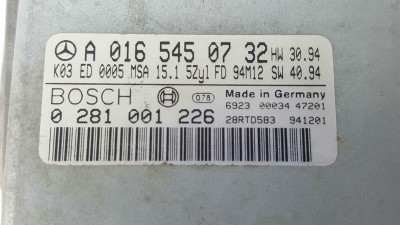 A 016 545 07 32 HW 30.94
K03 ED 0005 MSA 15.1 5Zyl FD 94M12 SW 40.94
BOSCH 078 Made in Germany
6923 00034 47201
0 281 001 226 28RTD583 941201